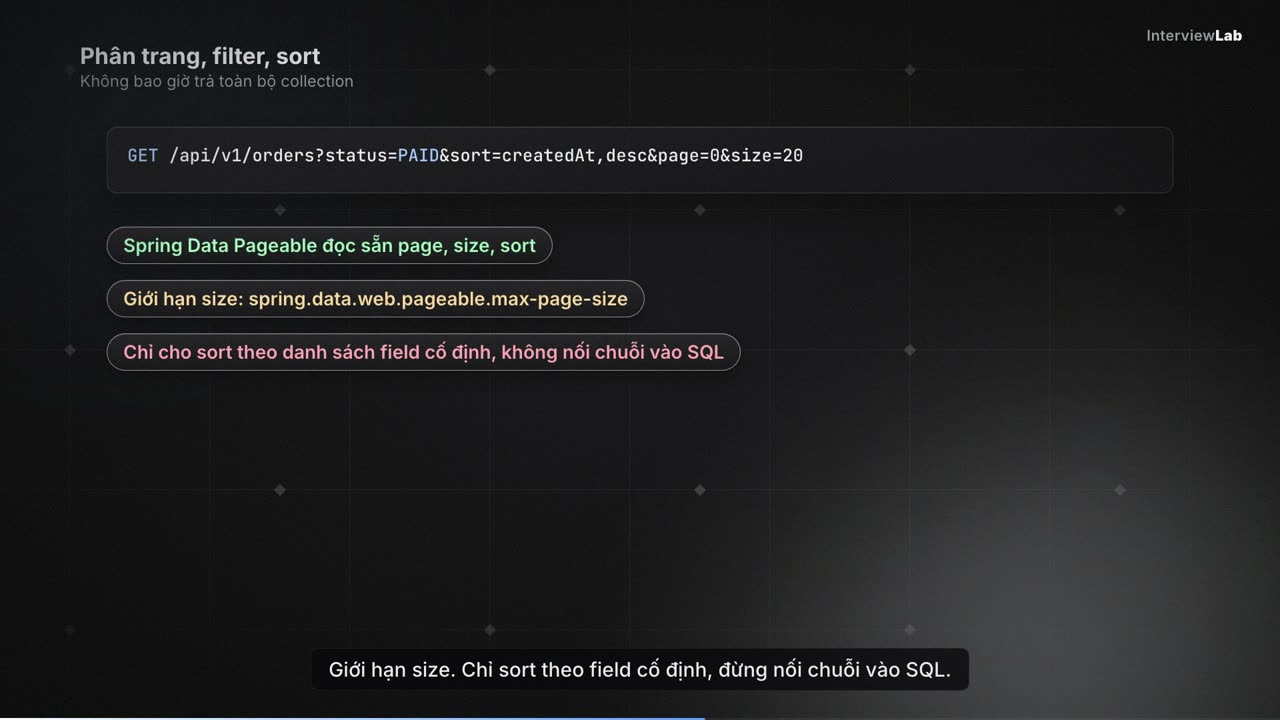 Phân trang, filter, sort
InterviewLab
Không bao giờ trả toàn bộ collection
GET /api/v1/orders?status=PAID&sort=createdAt,desc&page=0&size=20
Spring Data Pageable đọc sẵn page, size, sort
Giới hạn size: spring.data.web.pageable.max-page-size
Chỉ cho sort theo danh sách field cố định, không nối chuỗi vào SQL
Giới hạn size. Chỉ sort theo field cố định, đừng nối chuỗi vào SQL.